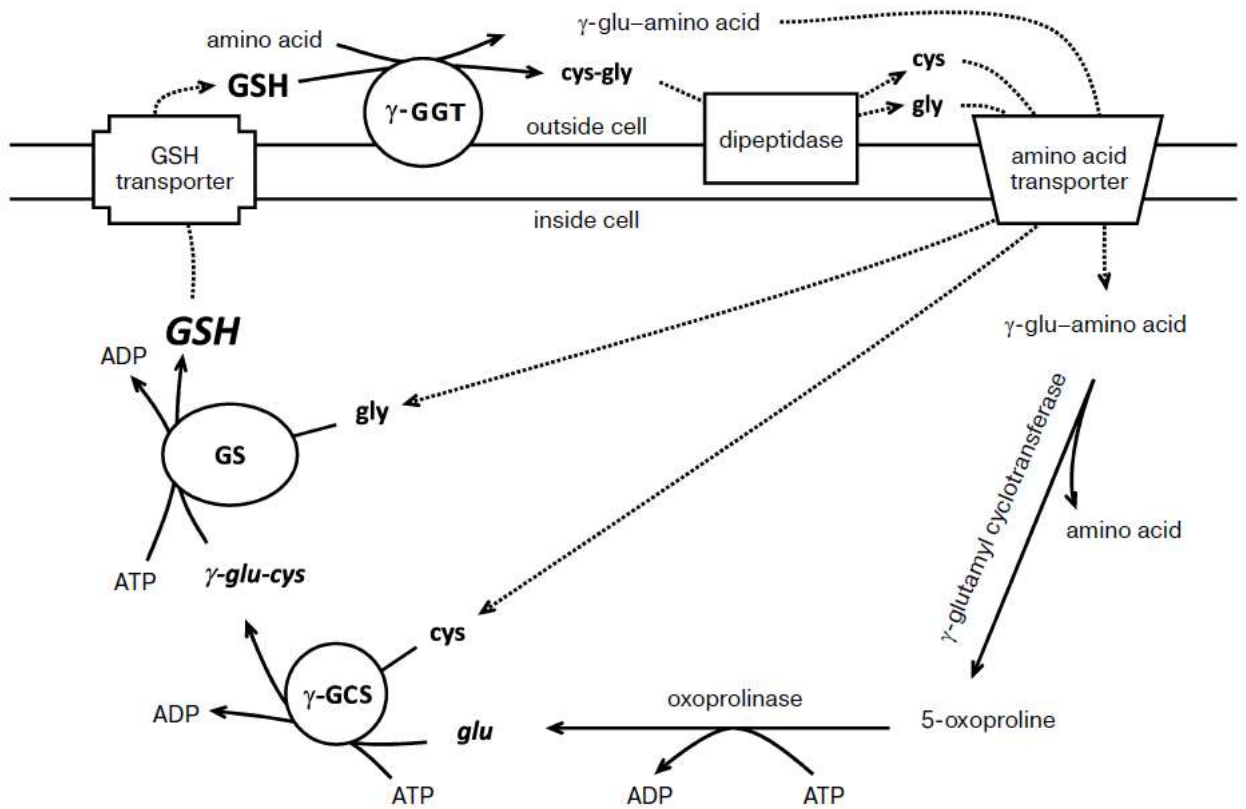 γ-glu–amino acid
amino acid
GSH
cys-gly
cys
gly
γ-GGT
outside cell
dipeptidase
GSH
transporter
amino acid
transporter
inside cell
GSH
ADP
γ-glu–amino acid
gly
GS
γ-glutamyl cyclotransferase
amino acid
ATP
γ-glu-cys
cys
γ-GCS
ADP
glu
oxoprolinase
5-oxoproline
ATP
ADP
ATP